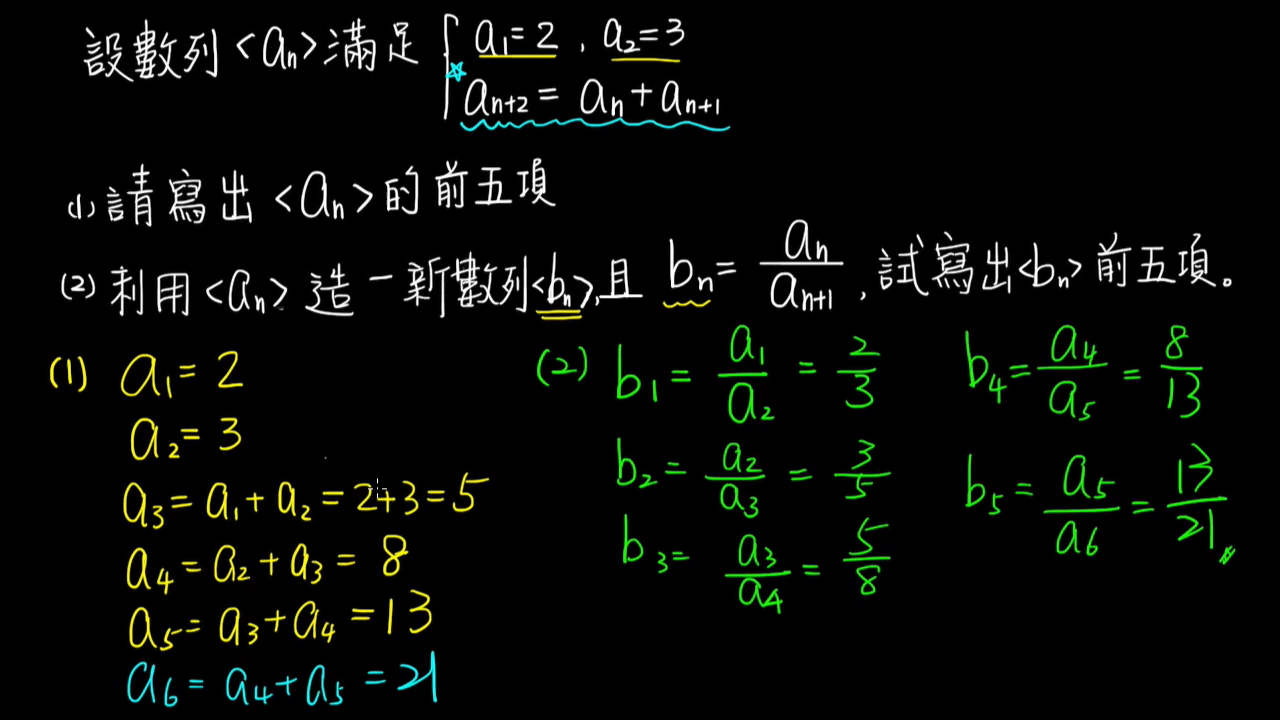 設數列<aₙ>滿足 { a₁=2 , a₂=3
☆ aₙ₊₂ = aₙ + aₙ₊₁
(1) 請寫出<aₙ>的前五項
(2) 利用<aₙ>造一新數列<bₙ>,且 bₙ = aₙ/aₙ₊₁ , 試寫出<bₙ>前五項。
(1) a₁ = 2
a₂ = 3
a₃ = a₁ + a₂ = 2+3 = 5
a₄ = a₂ + a₃ = 8
a₅ = a₃ + a₄ = 13
a₆ = a₄ + a₅ = 21
(2) b₁ = a₁/a₂ = 2/3
b₂ = a₂/a₃ = 3/5
b₃ = a₃/a₄ = 5/8
b₄ = a₄/a₅ = 8/13
b₅ = a₅/a₆ = 13/21